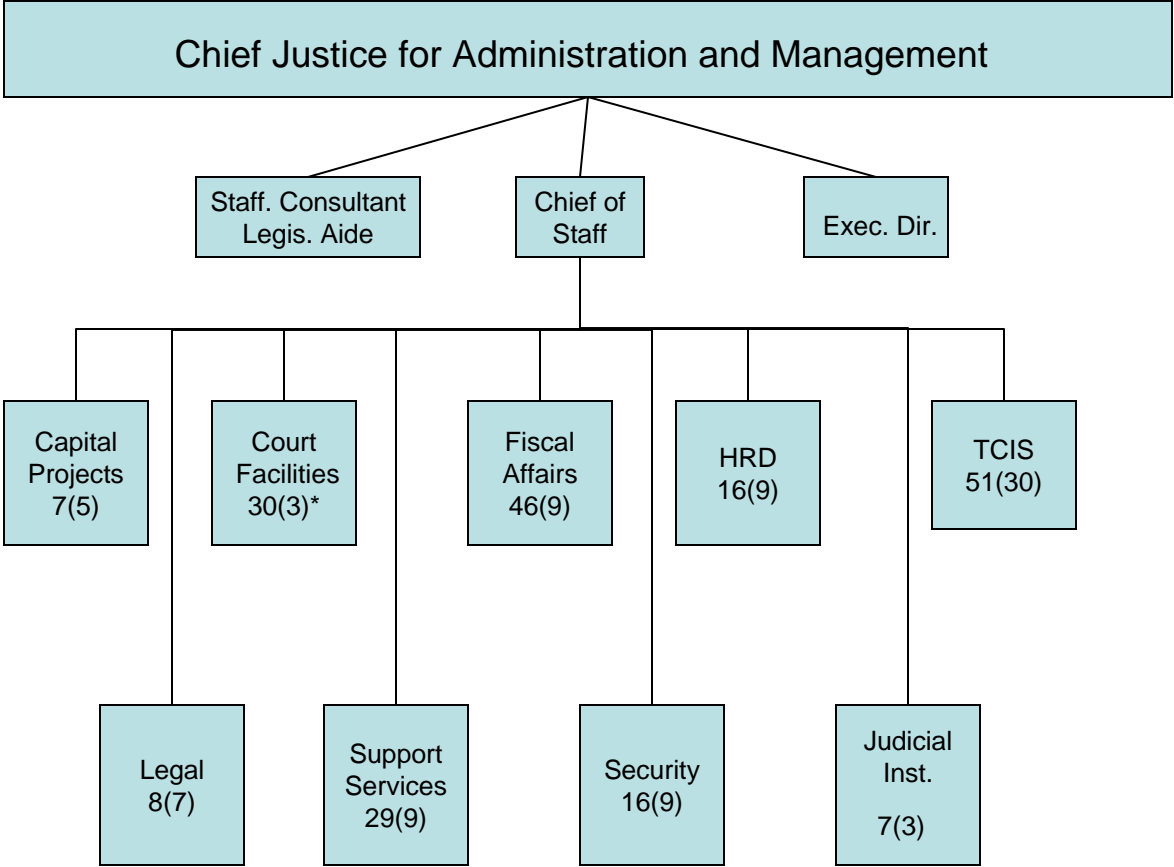 Chief Justice for Administration and Management
Staff. Consultant
Legis. Aide
Chief of
Staff
Exec. Dir.
Capital
Projects
7(5)
Court
Facilities
30(3)*
Fiscal
Affairs
46(9)
HRD
16(9)
TCIS
51(30)
Legal
8(7)
Support
Services
29(9)
Security
16(9)
Judicial
Inst.
7(3)